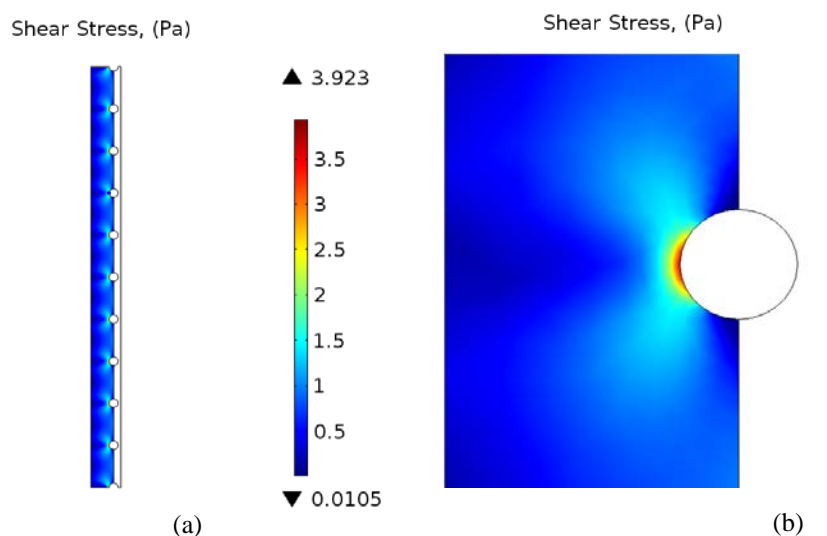 Shear Stress, (Pa)
▲ 3.923
3.5
3
2.5
2
1.5
1
0.5
▼ 0.0105
(a)
Shear Stress, (Pa)
(b)